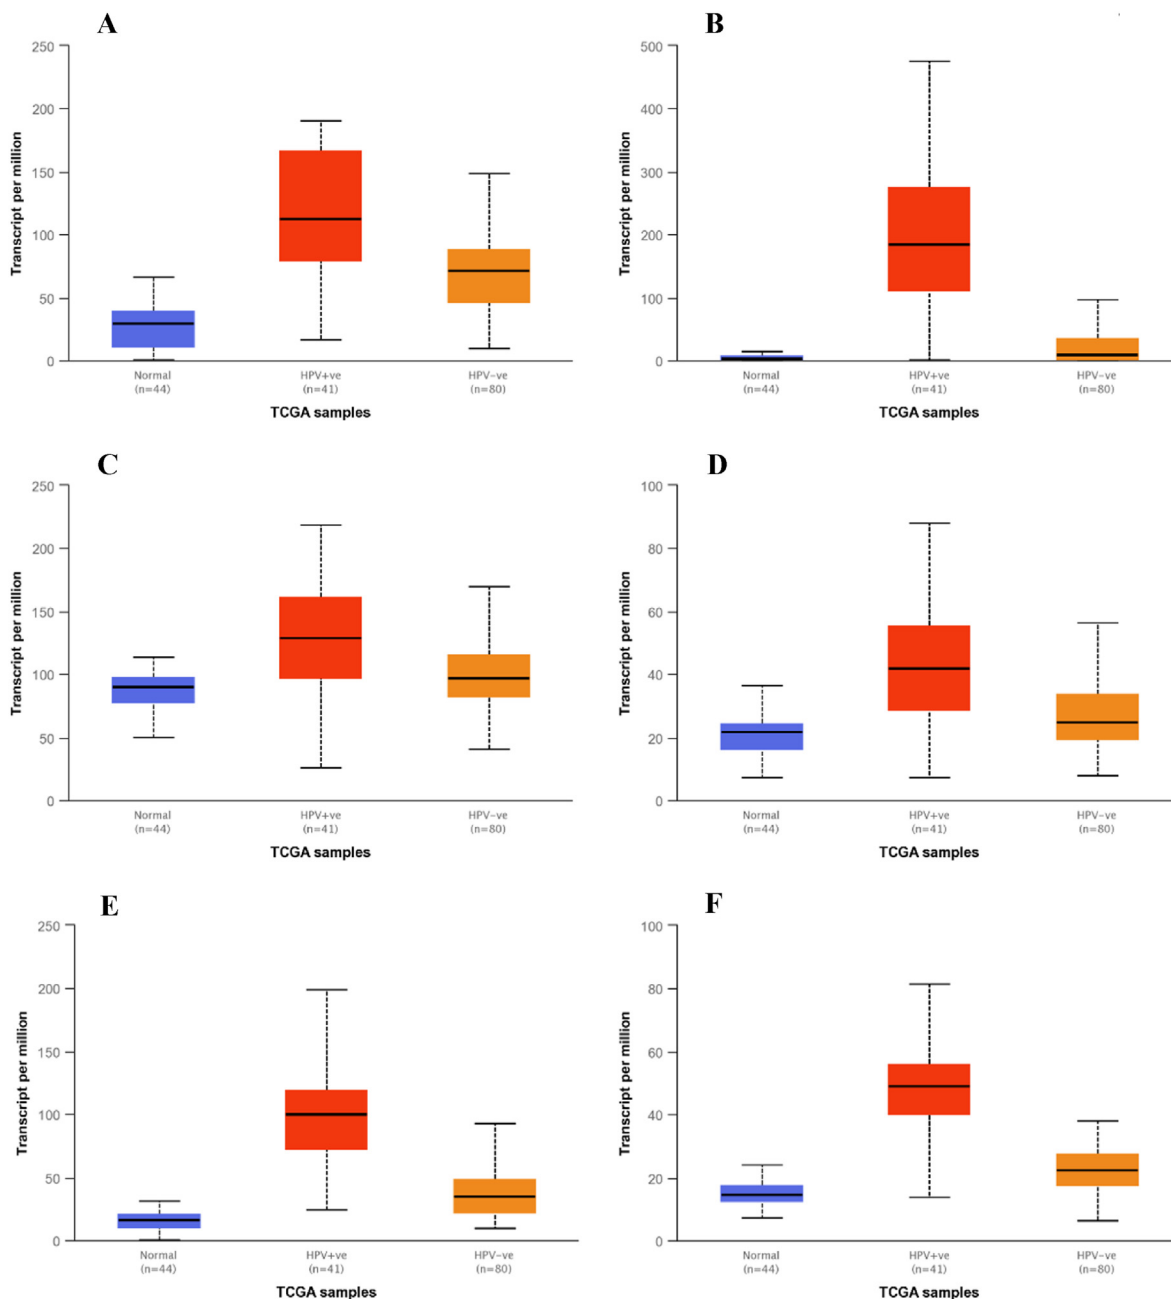 A
250
200
150
100
50
0
Transcript per million
Normal
(n=44)
HPV+ve
(n=41)
HPV-ve
(n=80)
TCGA samples
B
500
400
300
200
100
0
Transcript per million
Normal
(n=44)
HPV+ve
(n=41)
HPV-ve
(n=80)
TCGA samples
C
250
200
150
100
50
0
Transcript per million
Normal
(n=44)
HPV+ve
(n=41)
HPV-ve
(n=80)
TCGA samples
D
100
80
60
40
20
0
Transcript per million
Normal
(n=44)
HPV+ve
(n=41)
HPV-ve
(n=80)
TCGA samples
E
250
200
150
100
50
0
Transcript per million
Normal
(n=44)
HPV+ve
(n=41)
HPV-ve
(n=80)
TCGA samples
F
100
80
60
40
20
0
Transcript per million
Normal
(n=44)
HPV+ve
(n=41)
HPV-ve
(n=80)
TCGA samples